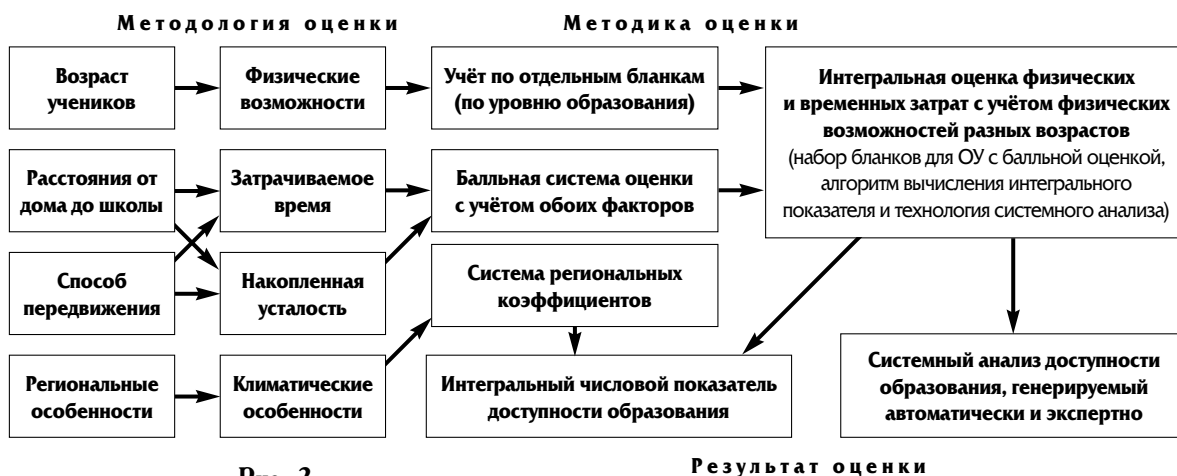 Методология оценки
Методика оценки
Возраст
учеников
Физические
возможности
Учёт по отдельным бланкам
(по уровню образования)
Интегральная оценка физических
и временных затрат с учётом физических
возможностей разных возрастов
(набор бланков для ОУ с балльной оценкой,
алгоритм вычисления интегрального
показателя и технология системного анализа)
Расстояния от
дома до школы
Затрачиваемое
время
Балльная система оценки
с учётом обоих факторов
Способ
передвижения
Накопленная
усталость
Система региональных
коэффициентов
Региональные
особенности
Климатические
особенности
Интегральный числовой показатель
доступности образования
Системный анализ доступности
образования, генерируемый
автоматически и экспертно
Результат оценки